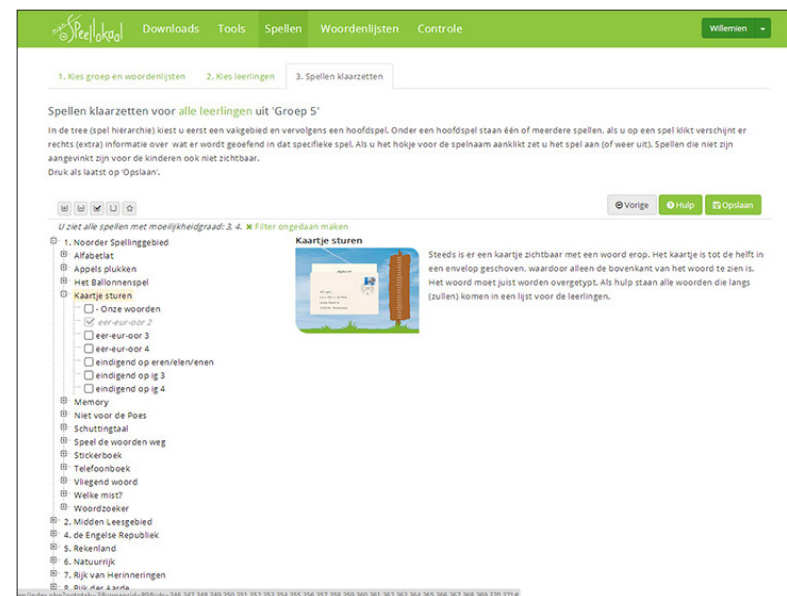 mijn Speellokaal Downloads Tools Spellen Woordenlijsten Controle Willemien
1. Kies groep en woordenlijsten 2. Kies leerlingen 3. Spellen klaarzetten
Spellen klaarzetten voor alle leerlingen uit 'Groep 5'
In de tree (spel hiërarchie) kiest u eerst een vakgebied en vervolgens een hoofdspel. Onder een hoofdspel staan één of meerdere spellen. als u op een spel klikt verschijnt er
rechts (extra) informatie over wat er wordt geoefend in dat specifieke spel. Als u het hokje voor de spelnaam aanklikt zet u het spel aan (of weer uit). Spellen die niet zijn
aangevinkt zijn voor de kinderen ook niet zichtbaar.
Druk als laatst op 'Opslaan'.
Vorige Hulp Opslaan
U ziet alle spellen met moeilijkheidgraad: 3, 4. Filter ongedaan maken
1. Noorder Spellinggebied
Alfabetlat
Appels plukken
Het Ballonnenspel
Kaartje sturen
- Onze woorden
eer-eur-oor 2
eer-eur-oor 3
eer-eur-oor 4
eindigend op eren/elen/enen
eindigend op ig 3
eindigend op ig 4
Memory
Niet voor de Poes
Schuttingtaal
Speel de woorden weg
Stickerboek
Telefoonboek
Vliegend woord
Welke mist?
Woordzoeker
2. Midden Leesgebied
4. de Engelse Republiek
5. Rekenland
6. Natuurrijk
7. Rijk van Herinneringen
8. Rijk der Aarde
Kaartje sturen
Steeds is er een kaartje zichtbaar met een woord erop. Het kaartje is tot de helft in
een envelop geschoven, waardoor alleen de bovenkant van het woord te zien is.
Het woord moet juist worden overgetypt. Als hulp staan alle woorden die langs
(zullen) komen in een lijst voor de leerlingen.